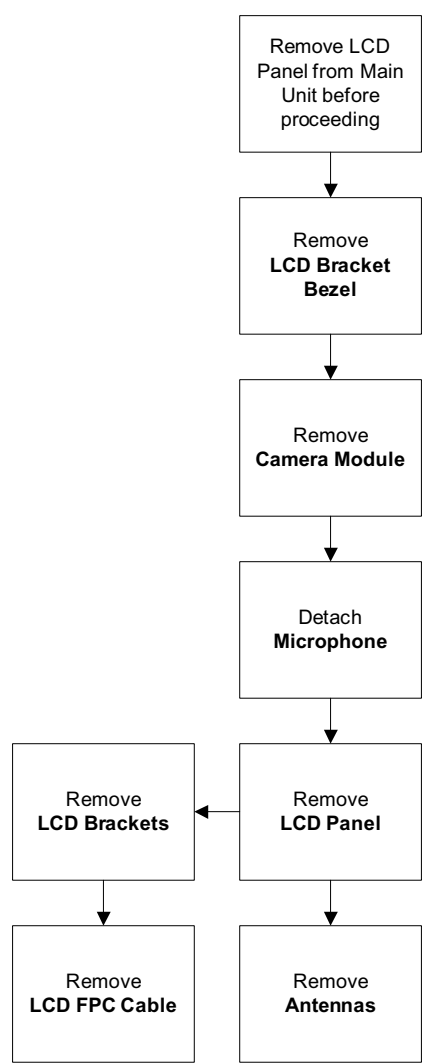 Remove LCD
Panel from Main
Unit before
proceeding
Remove
LCD Bracket
Bezel
Remove
Camera Module
Detach
Microphone
Remove
LCD Brackets
Remove
LCD Panel
Remove
LCD FPC Cable
Remove
Antennas